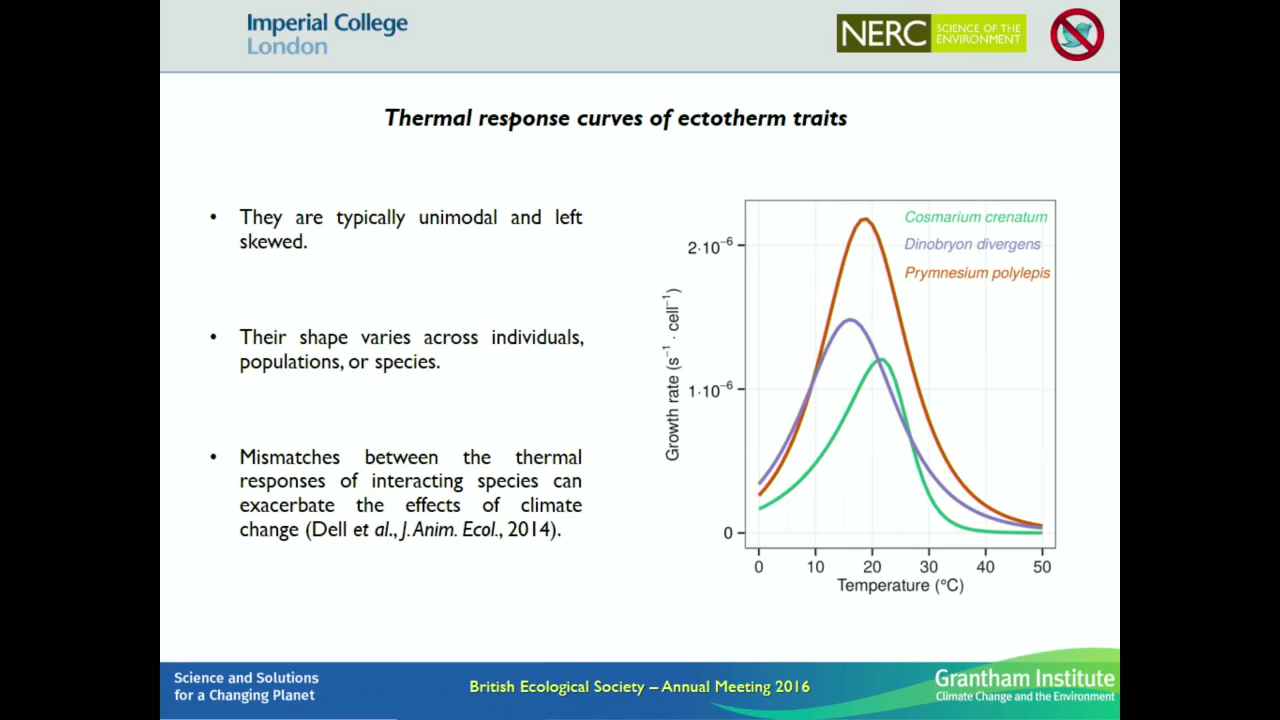 Imperial College
London
NERC
SCIENCE OF THE
ENVIRONMENT
Thermal response curves of ectotherm traits
• They are typically unimodal and left
skewed.
• Their shape varies across individuals,
populations, or species.
• Mismatches between the thermal
responses of interacting species can
exacerbate the effects of climate
change (Dell et al., J. Anim. Ecol., 2014).
Cosmarium crenatum
Dinobryon divergens
Prymnesium polylepis
2·10⁻⁶
1·10⁻⁶
0
Growth rate (s⁻¹ · cell⁻¹)
0 10 20 30 40 50
Temperature (°C)
Science and Solutions
for a Changing Planet
British Ecological Society – Annual Meeting 2016
Grantham Institute
Climate Change and the Environment